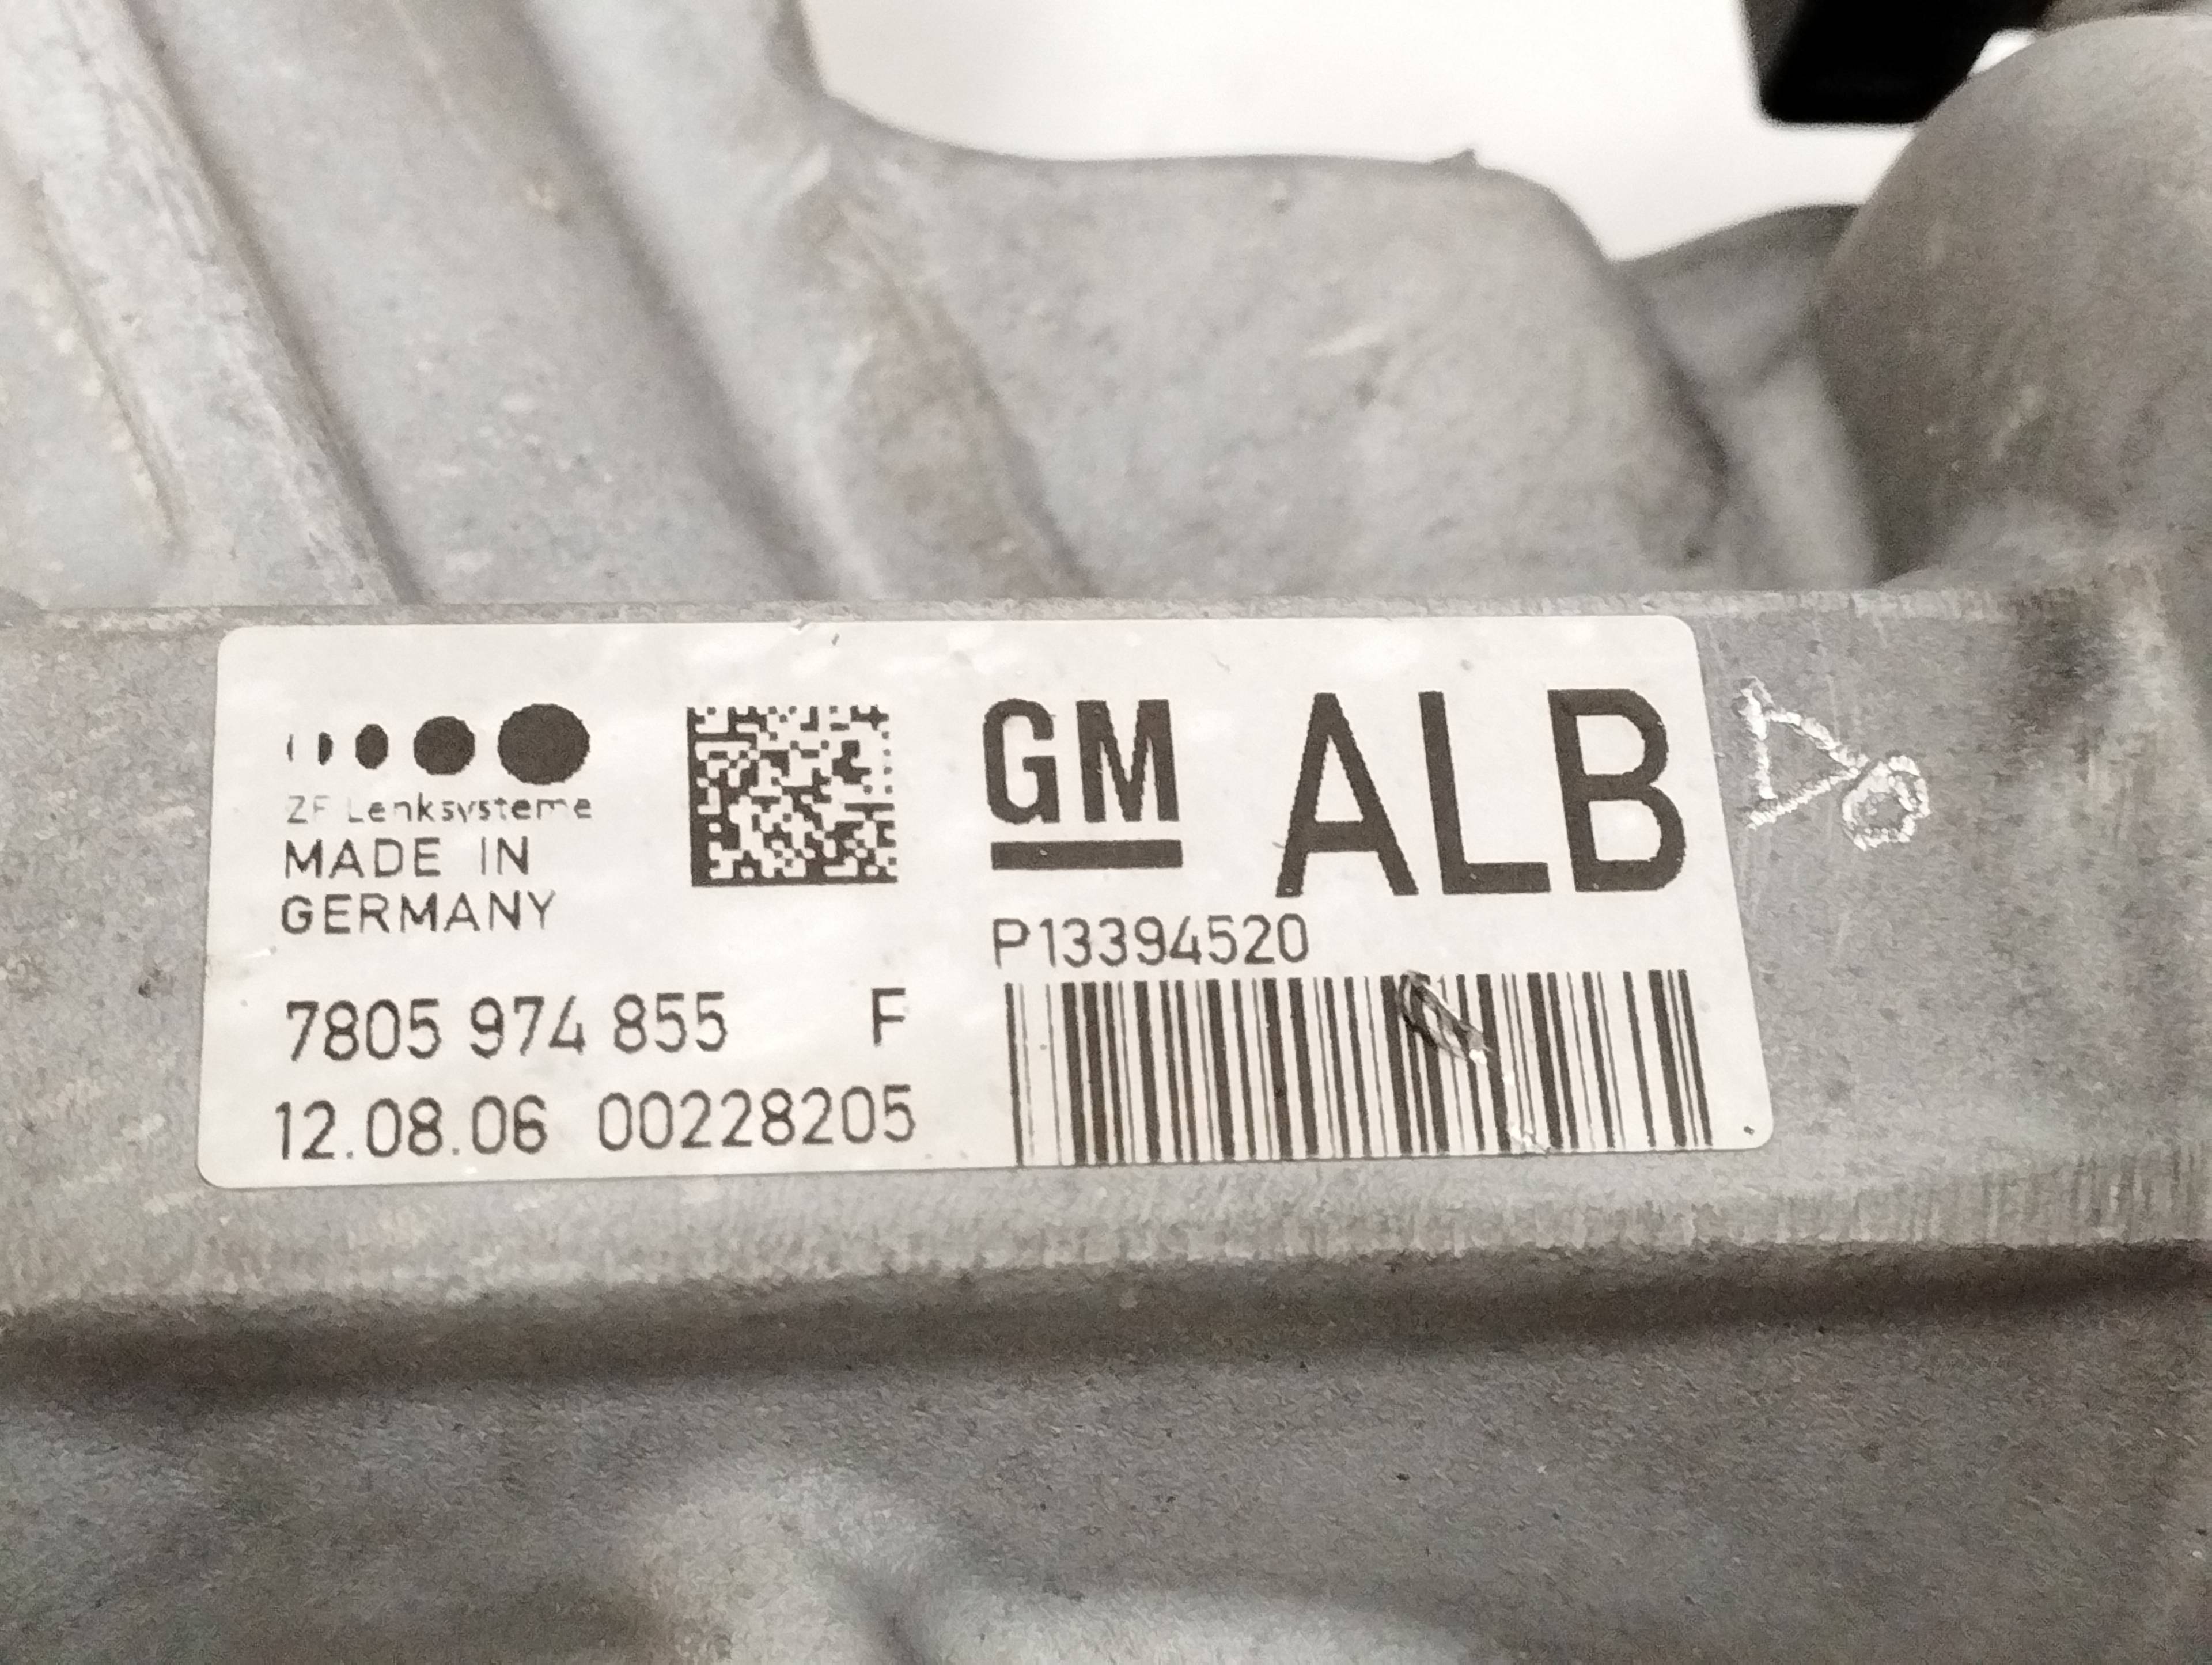 ZF Lenksysteme
MADE IN
GERMANY
7805 974 855 F
12.08.06 00228205
GM ALB
P13394520